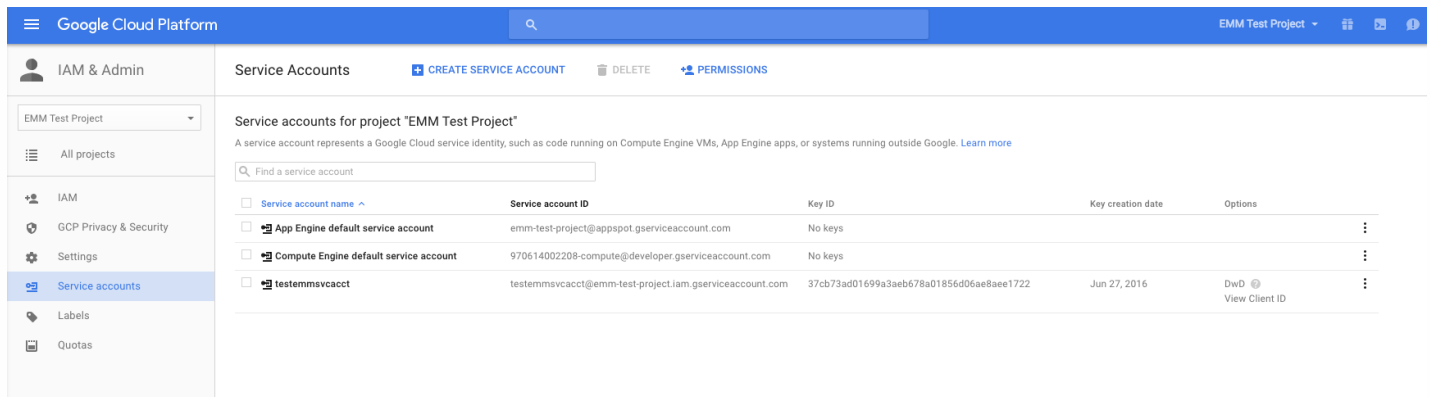 Google Cloud Platform
EMM Test Project
IAM & Admin
Service Accounts CREATE SERVICE ACCOUNT DELETE PERMISSIONS
EMM Test Project
All projects
IAM
GCP Privacy & Security
Settings
Service accounts
Labels
Quotas
Service accounts for project "EMM Test Project"
A service account represents a Google Cloud service identity, such as code running on Compute Engine VMs, App Engine apps, or systems running outside Google. Learn more
Find a service account
Service account name Service account ID Key ID Key creation date Options
App Engine default service account emm-test-project@appspot.gserviceaccount.com No keys
Compute Engine default service account 970614002208-compute@developer.gserviceaccount.com No keys
testemmsvcacct testemmsvcacct@emm-test-project.iam.gserviceaccount.com 37cb73ad01699a3aeb678a01856d06ae8aee1722 Jun 27, 2016 DwD
View Client ID